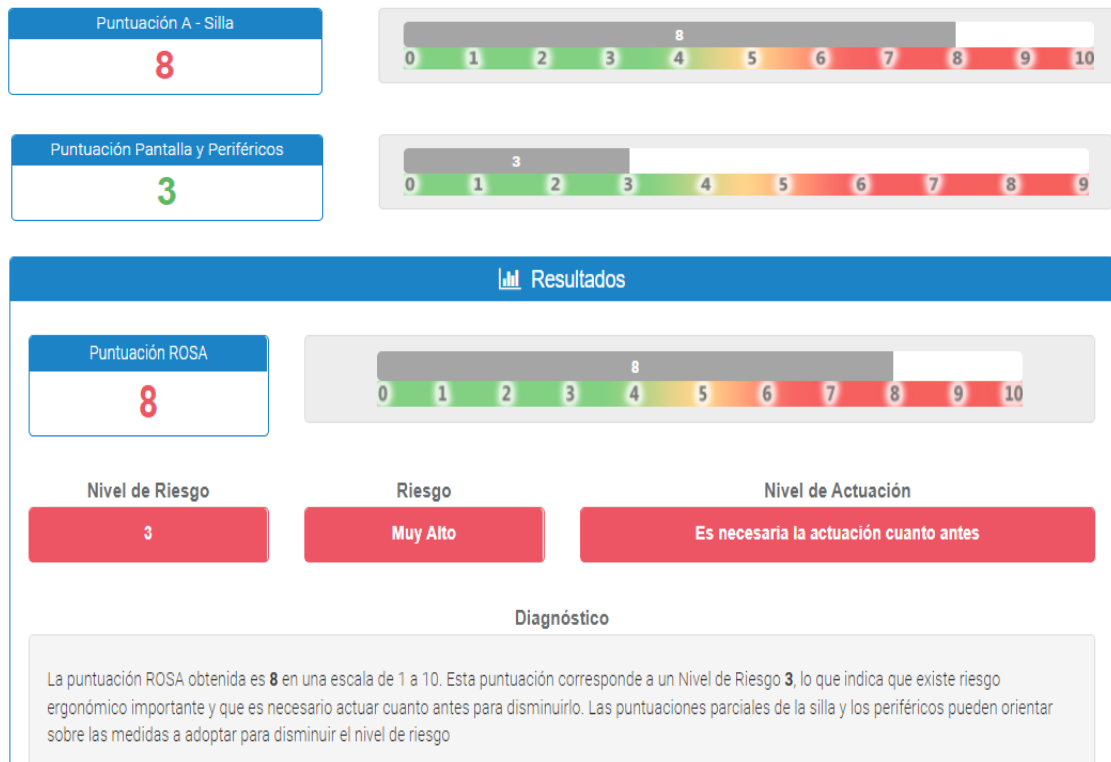 Puntuación A - Silla
8
8
0 1 2 3 4 5 6 7 8 9 10
Puntuación Pantalla y Periféricos
3
3
0 1 2 3 4 5 6 7 8 9
Resultados
Puntuación ROSA
8
8
0 1 2 3 4 5 6 7 8 9 10
Nivel de Riesgo
3
Riesgo
Muy Alto
Nivel de Actuación
Es necesaria la actuación cuanto antes
Diagnóstico
La puntuación ROSA obtenida es 8 en una escala de 1 a 10. Esta puntuación corresponde a un Nivel de Riesgo 3, lo que indica que existe riesgo
ergonómico importante y que es necesario actuar cuanto antes para disminuirlo. Las puntuaciones parciales de la silla y los periféricos pueden orientar
sobre las medidas a adoptar para disminuir el nivel de riesgo